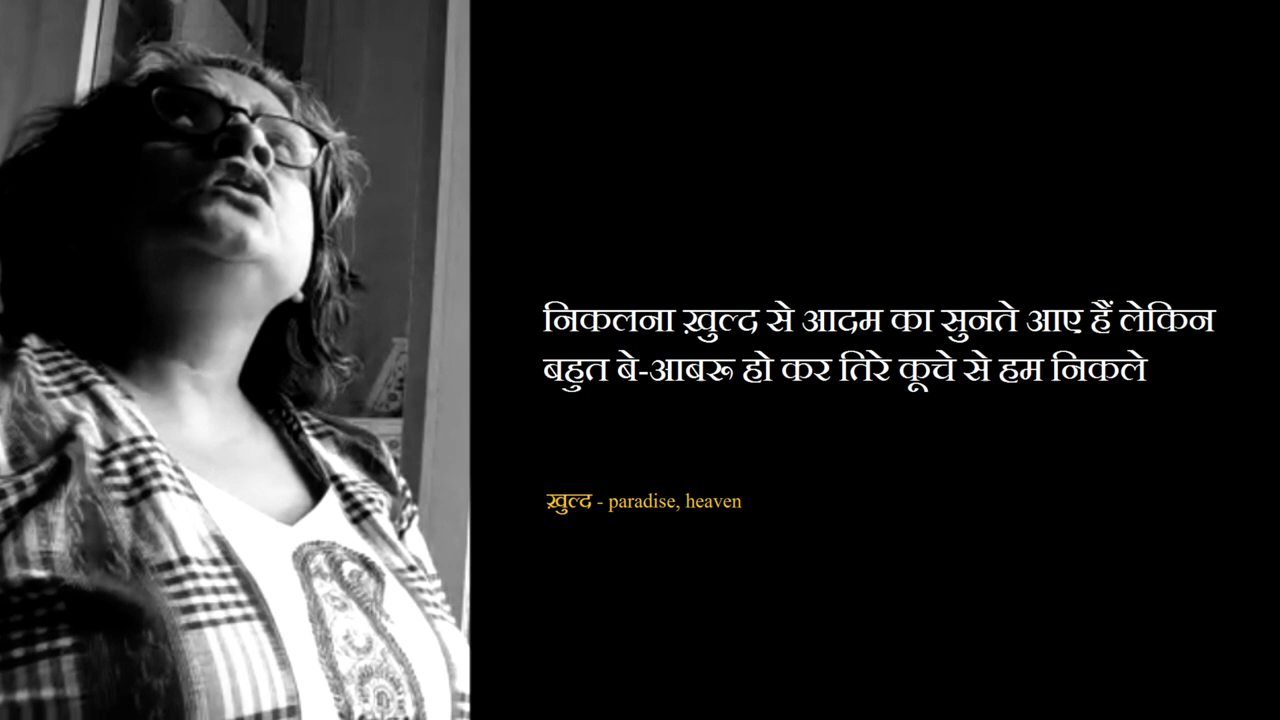 निकलना ख़ुल्द से आदम का सुनते आए हैं लेकिन
बहुत बे-आबरू हो कर तिरे कूचे से हम निकले
ख़ुल्द - paradise, heaven